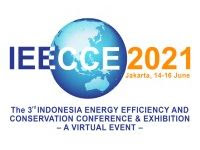 IEECCE 2021
Jakarta, 14-16 June
The 3rd INDONESIA ENERGY EFFICIENCY AND
CONSERVATION CONFERENCE & EXHIBITION
– A VIRTUAL EVENT –